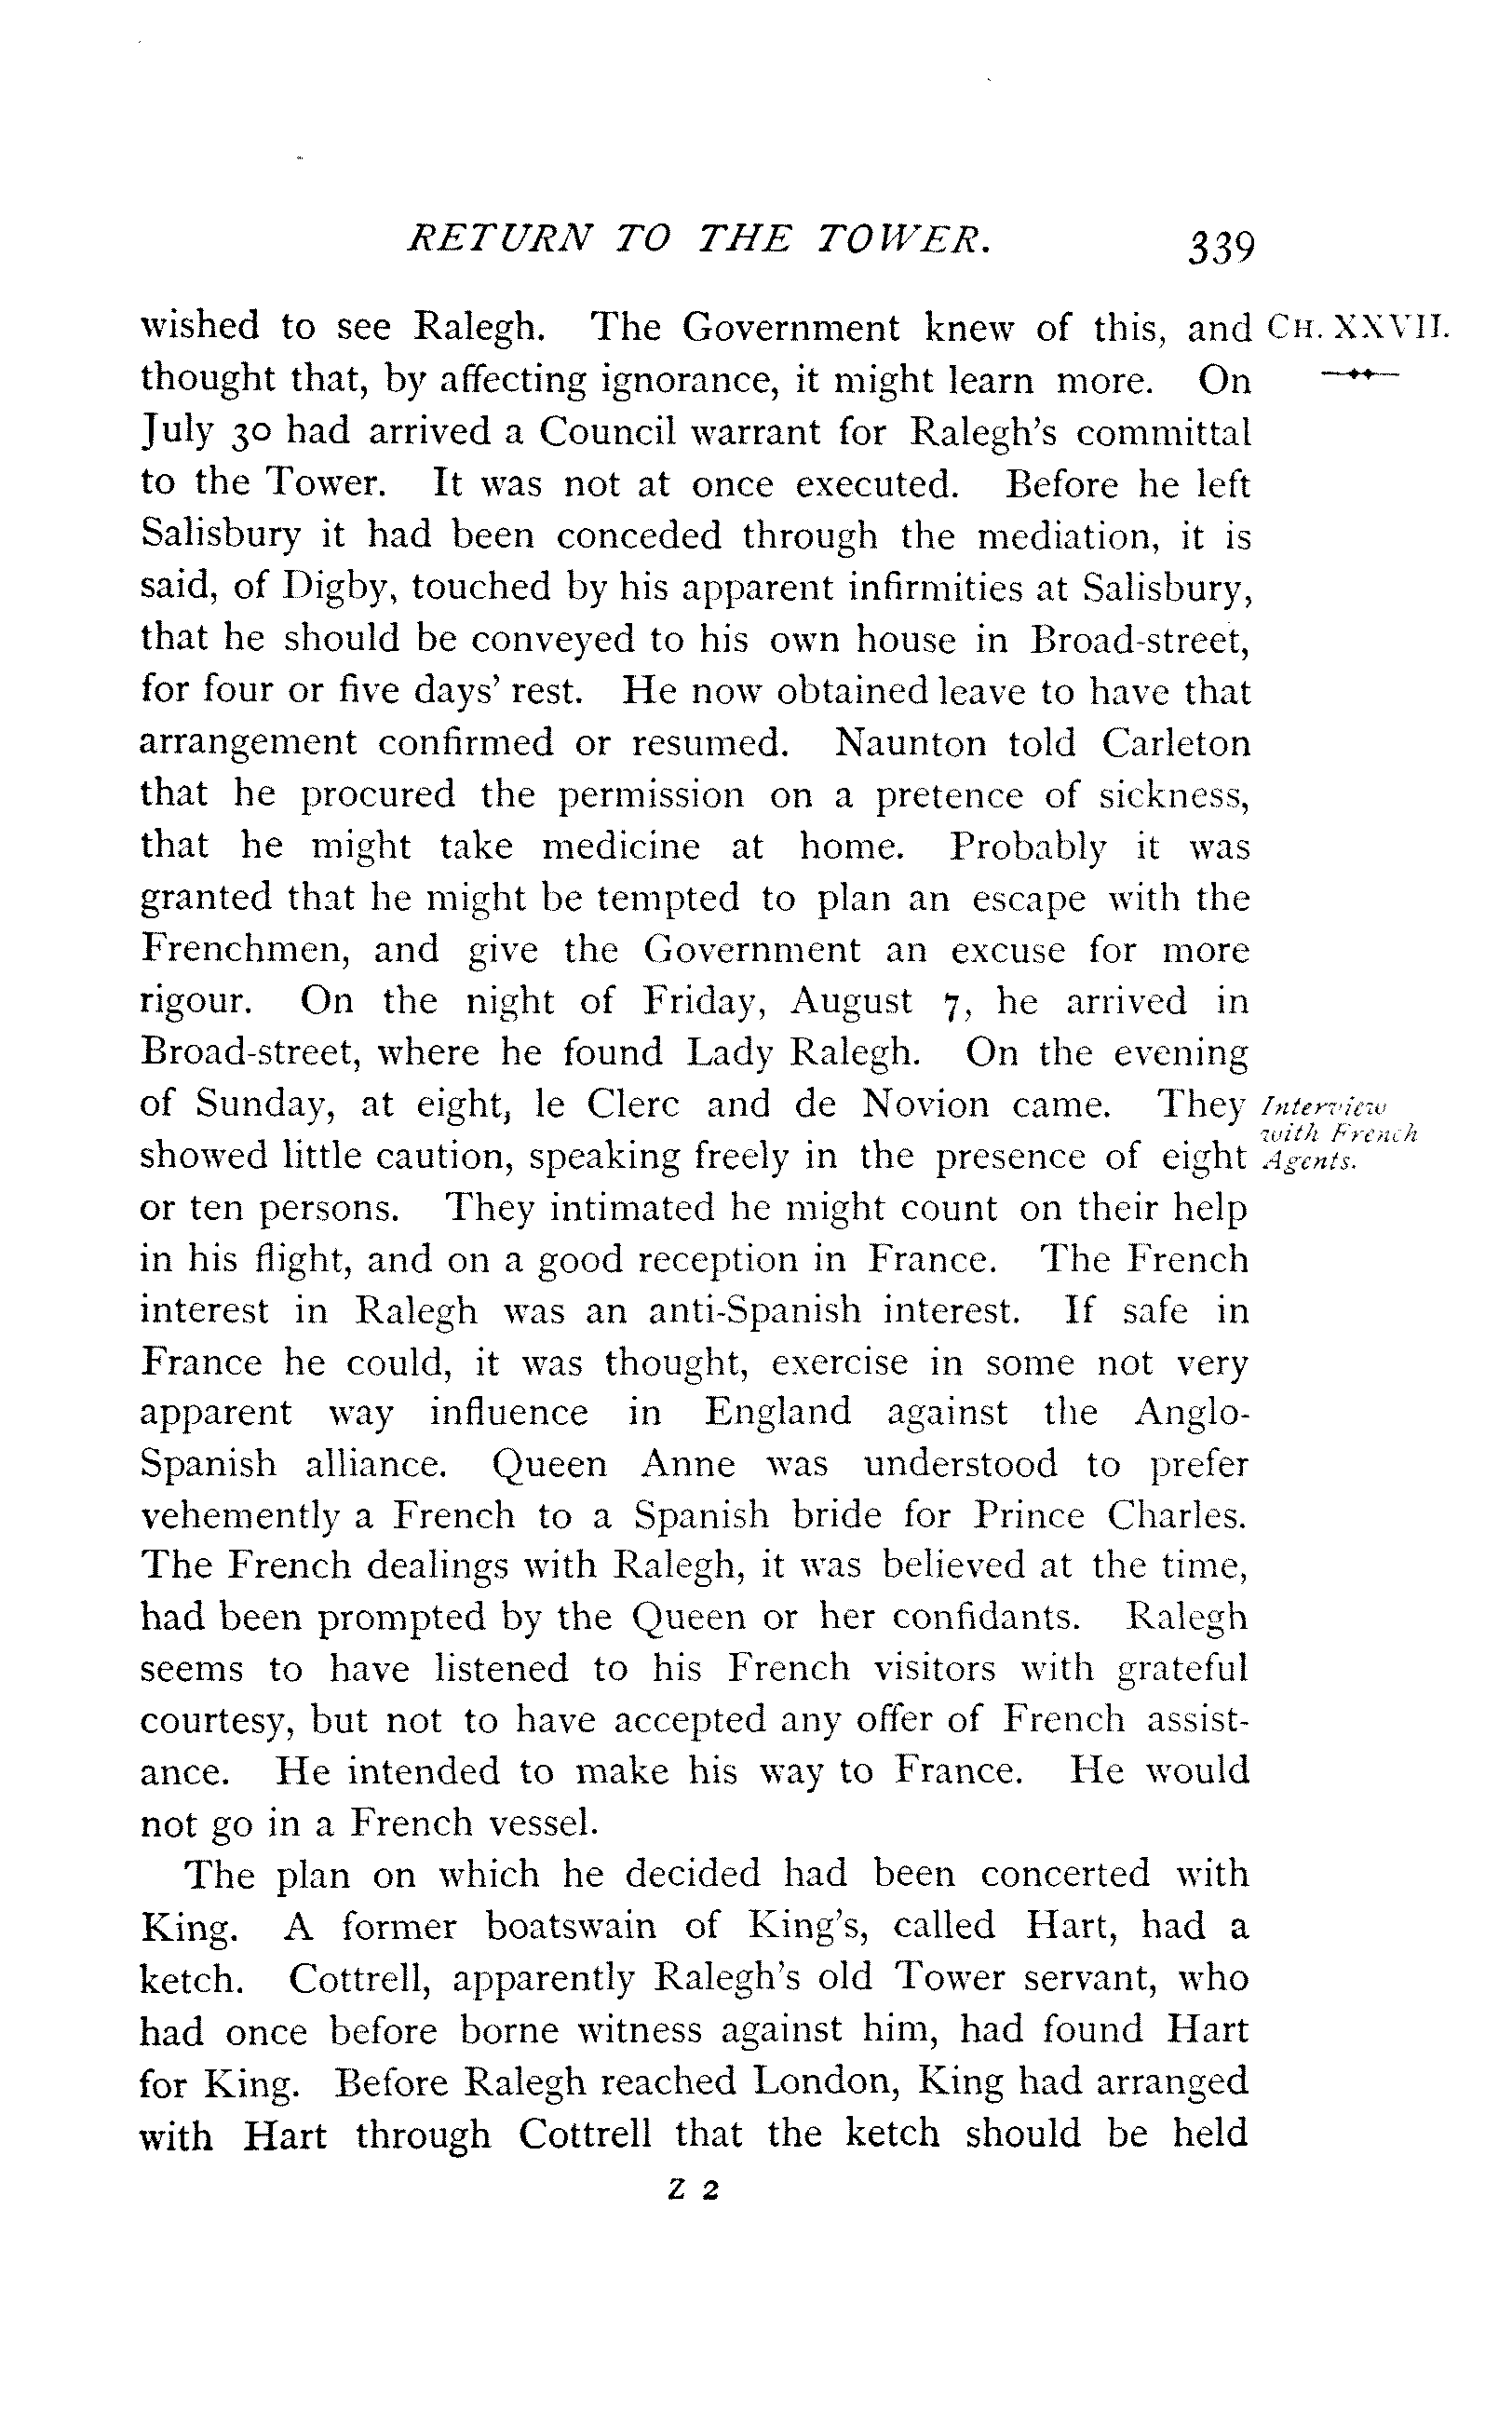 RETURN TO THE TOWER. 339
wished to see Ralegh. The Government knew of this, and CH. XXVII.
thought that, by affecting ignorance, it might learn more. On
July 30 had arrived a Council warrant for Ralegh's committal
to the Tower. It was not at once executed. Before he left
Salisbury it had been conceded through the mediation, it is
said, of Digby, touched by his apparent infirmities at Salisbury,
that he should be conveyed to his own house in Broad-street,
for four or five days' rest. He now obtained leave to have that
arrangement confirmed or resumed. Naunton told Carleton
that he procured the permission on a pretence of sickness,
that he might take medicine at home. Probably it was
granted that he might be tempted to plan an escape with the
Frenchmen, and give the Government an excuse for more
rigour. On the night of Friday, August 7, he arrived in
Broad-street, where he found Lady Ralegh. On the evening
of Sunday, at eight, le Clerc and de Novion came. They
Interview
with French
Agents.
showed little caution, speaking freely in the presence of eight
or ten persons. They intimated he might count on their help
in his flight, and on a good reception in France. The French
interest in Ralegh was an anti-Spanish interest. If safe in
France he could, it was thought, exercise in some not very
apparent way influence in England against the Anglo-
Spanish alliance. Queen Anne was understood to prefer
vehemently a French to a Spanish bride for Prince Charles.
The French dealings with Ralegh, it was believed at the time,
had been prompted by the Queen or her confidants. Ralegh
seems to have listened to his French visitors with grateful
courtesy, but not to have accepted any offer of French assist-
ance. He intended to make his way to France. He would
not go in a French vessel.
The plan on which he decided had been concerted with
King. A former boatswain of King's, called Hart, had a
ketch. Cottrell, apparently Ralegh's old Tower servant, who
had once before borne witness against him, had found Hart
for King. Before Ralegh reached London, King had arranged
with Hart through Cottrell that the ketch should be held
Z 2